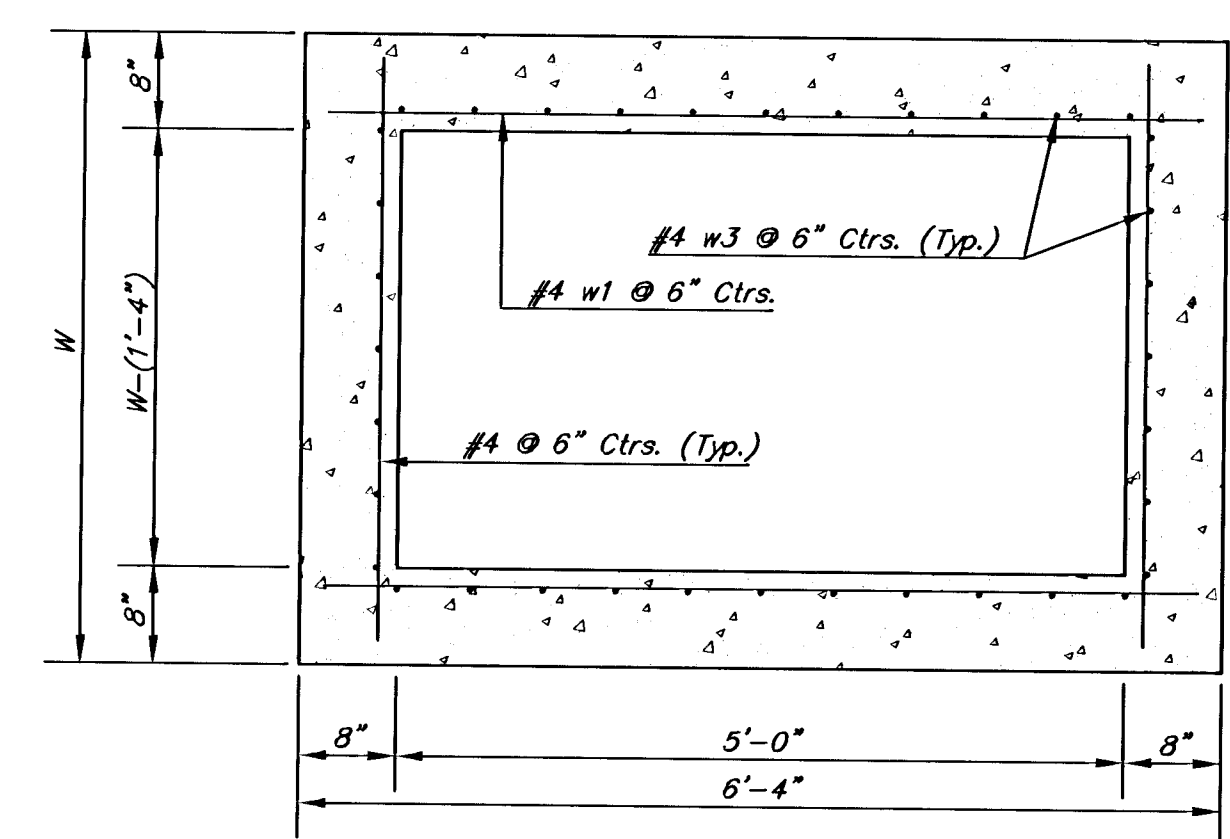 8"
#4 w3 @ 6" Ctrs. (Typ.)
#4 w1 @ 6" Ctrs.
W
W-(1'-4")
#4 @ 6" Ctrs. (Typ.)
8"
8"
5'-0"
8"
6'-4"